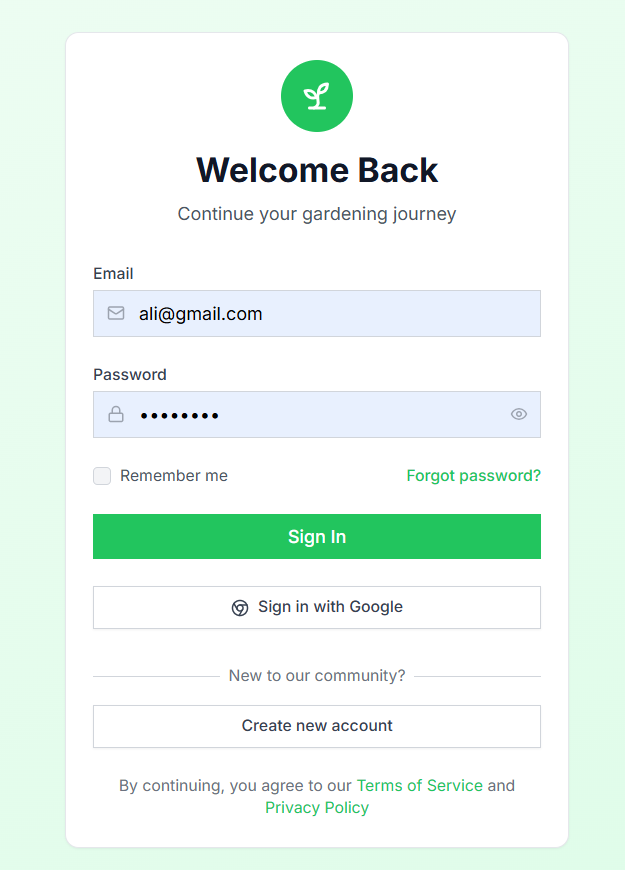 Welcome Back
Continue your gardening journey
Email
ali@gmail.com
Password
••••••••
Remember me
Forgot password?
Sign In
Sign in with Google
New to our community?
Create new account
By continuing, you agree to our Terms of Service and
Privacy Policy